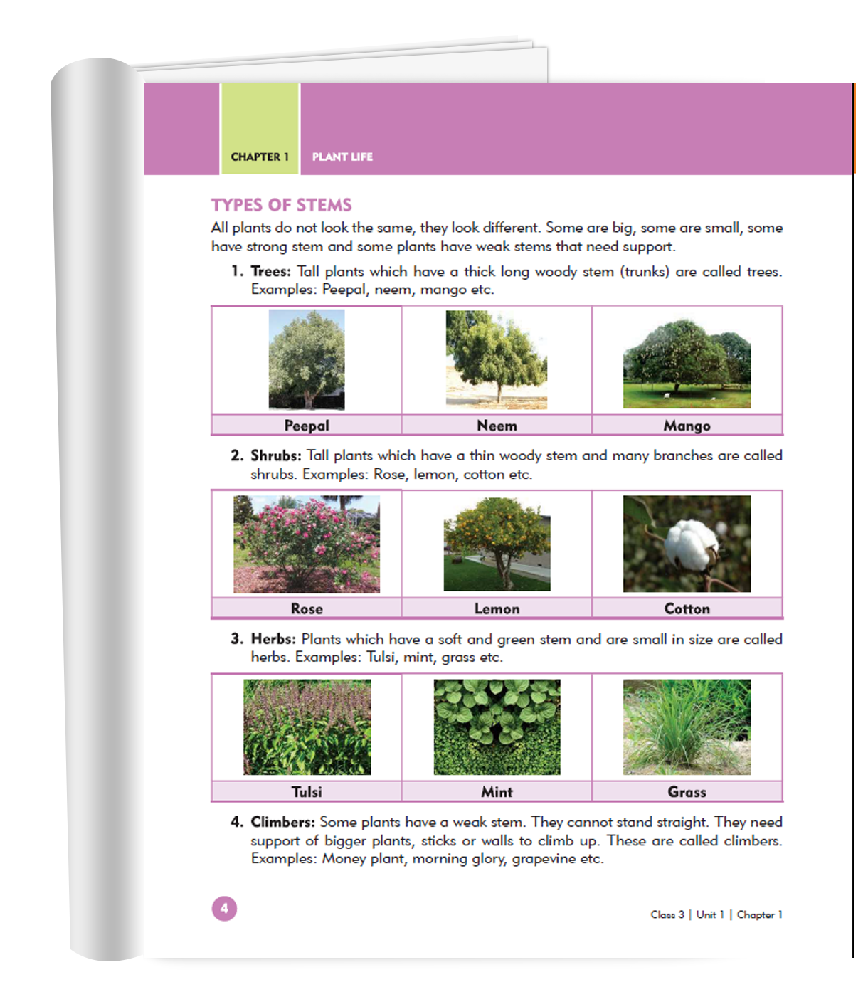 CHAPTER 1 PLANT LIFE
TYPES OF STEMS
All plants do not look the same, they look different. Some are big, some are small, some
have strong stem and some plants have weak stems that need support.
1. Trees: Tall plants which have a thick long woody stem (trunks) are called trees.
Examples: Peepal, neem, mango etc.
Peepal Neem Mango
2. Shrubs: Tall plants which have a thin woody stem and many branches are called
shrubs. Examples: Rose, lemon, cotton etc.
Rose Lemon Cotton
3. Herbs: Plants which have a soft and green stem and are small in size are called
herbs. Examples: Tulsi, mint, grass etc.
Tulsi Mint Grass
4. Climbers: Some plants have a weak stem. They cannot stand straight. They need
support of bigger plants, sticks or walls to climb up. These are called climbers.
Examples: Money plant, morning glory, grapevine etc.
4
Class 3 | Unit 1 | Chapter 1